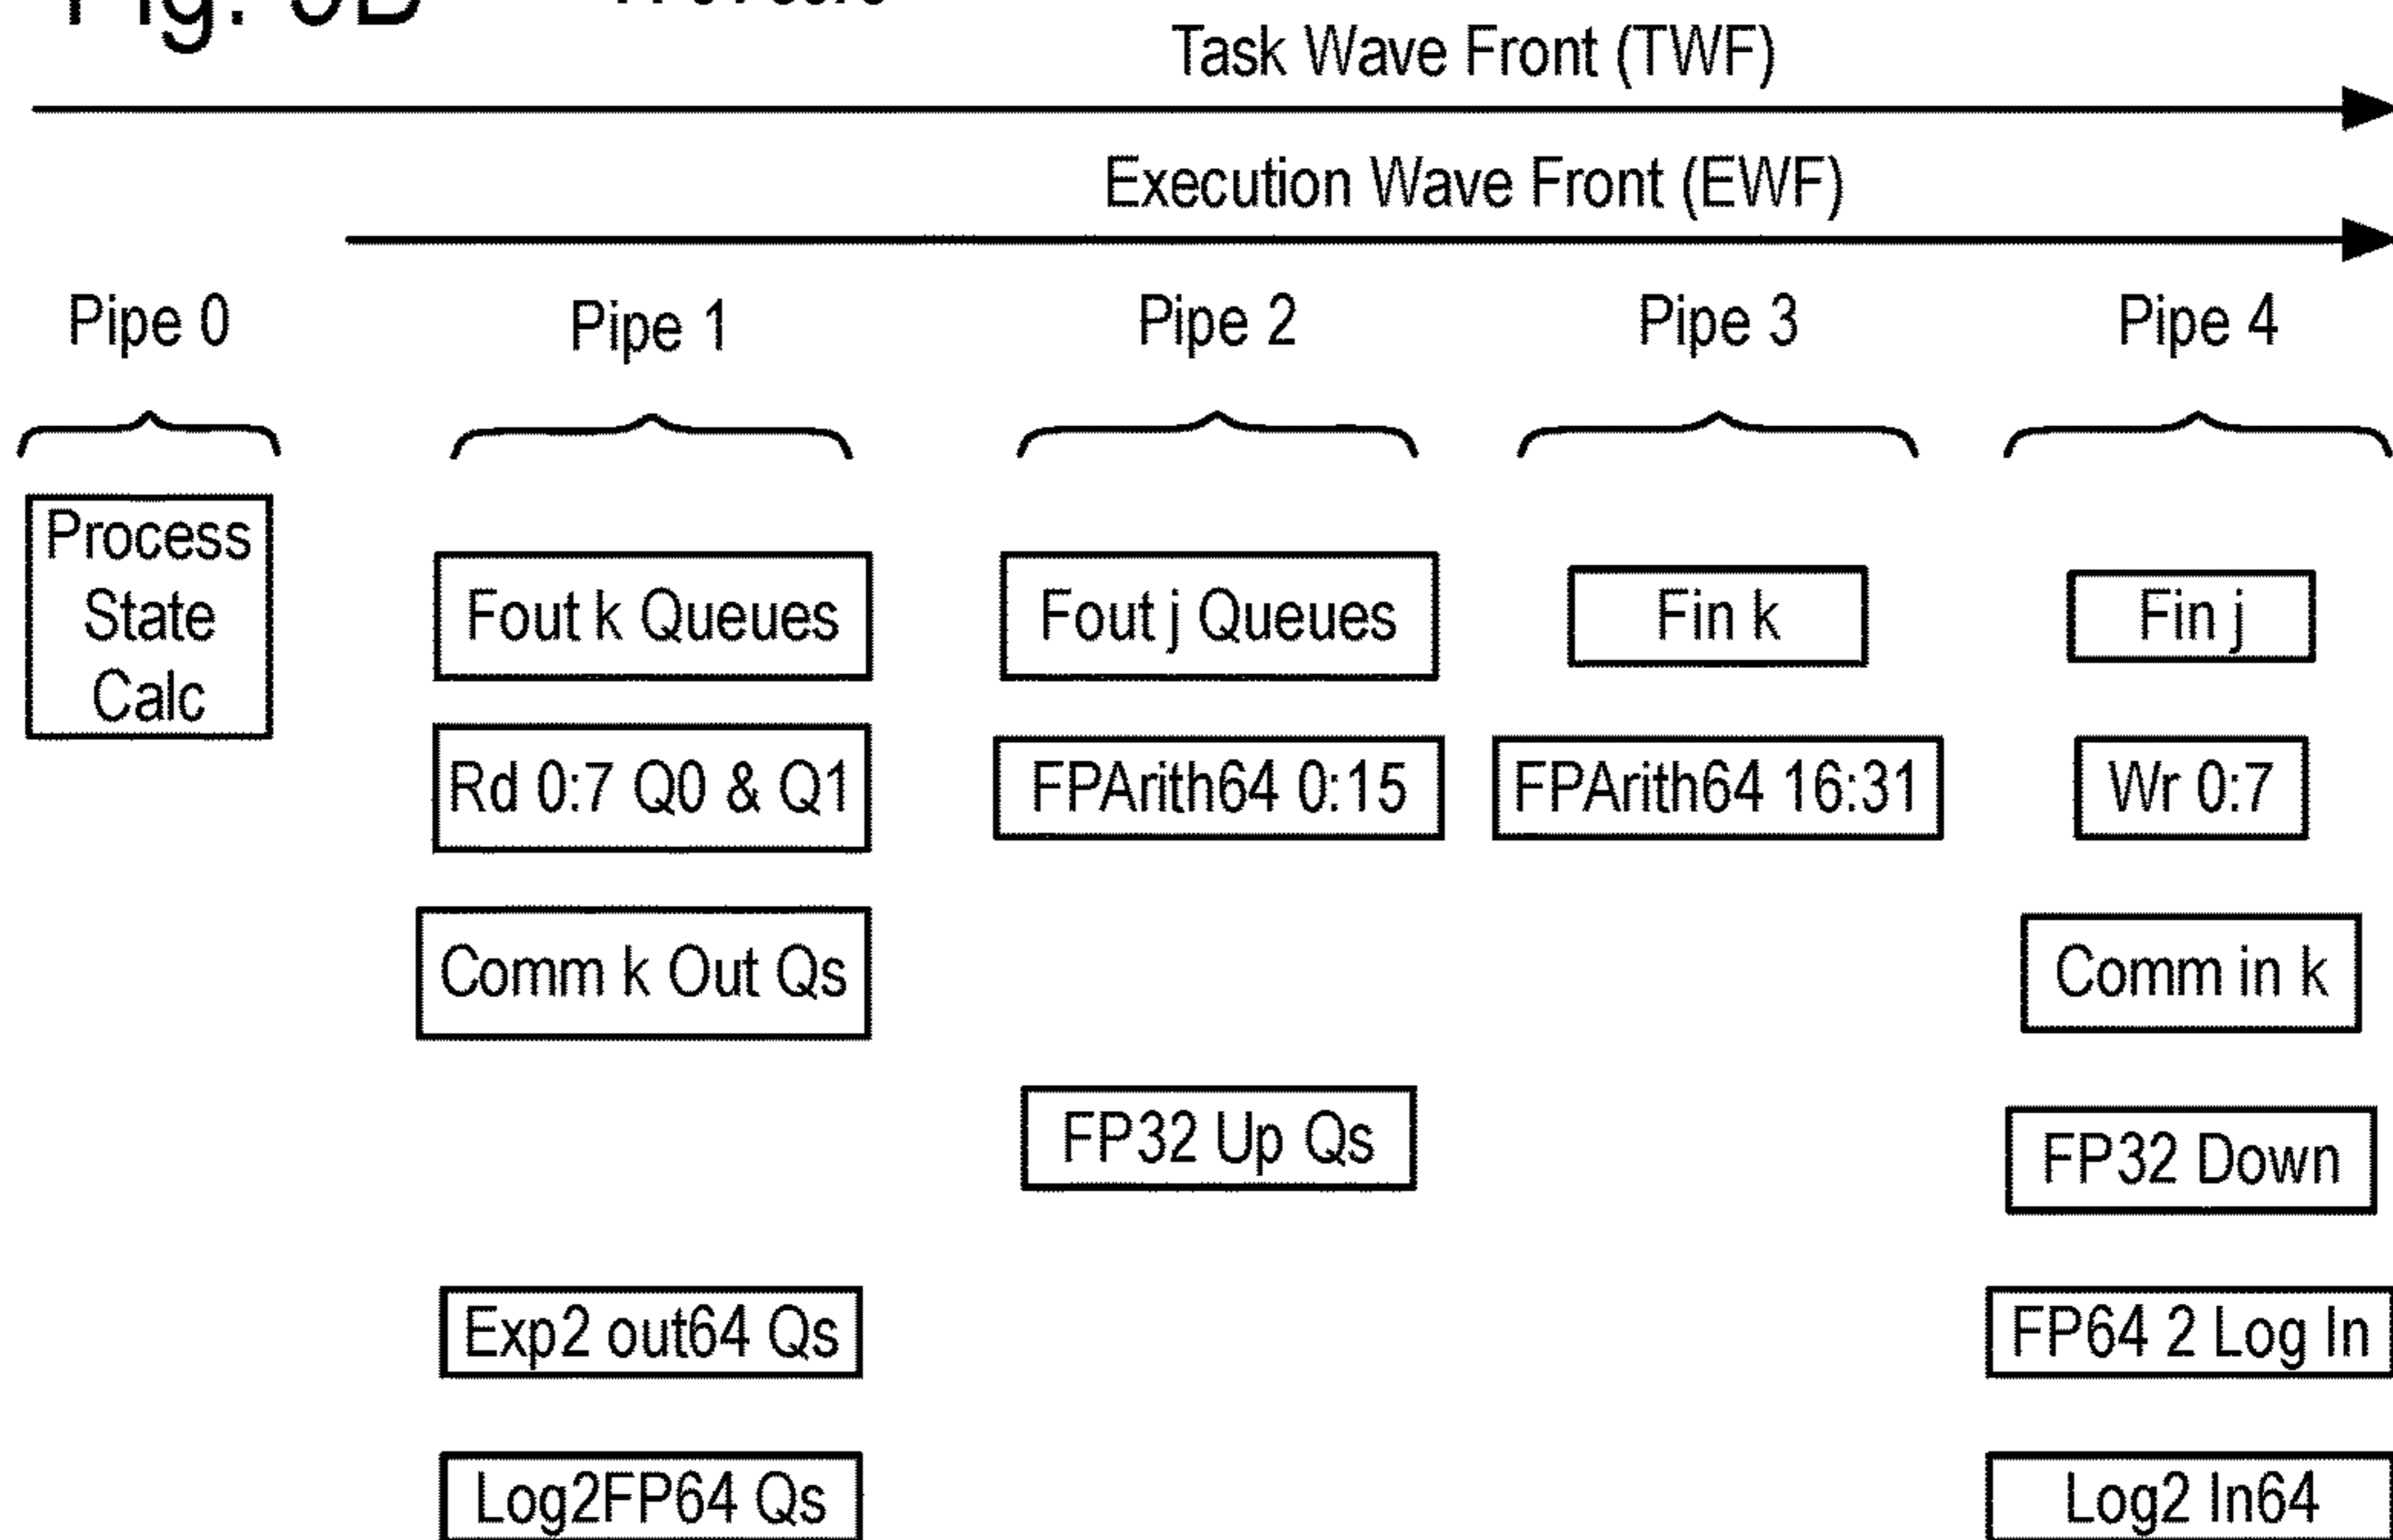 Task Wave Front (TWF)
Execution Wave Front (EWF)
Pipe 0
Pipe 1
Pipe 2
Pipe 3
Pipe 4
Process
State
Calc
Fout k Queues
Fout j Queues
Fin k
Fin j
Rd 0:7 Q0 & Q1
FPArith64 0:15
FPArith64 16:31
Wr 0:7
Comm k Out Qs
Comm in k
FP32 Up Qs
FP32 Down
Exp2 out64 Qs
FP64 2 Log In
Log2FP64 Qs
Log2 In64